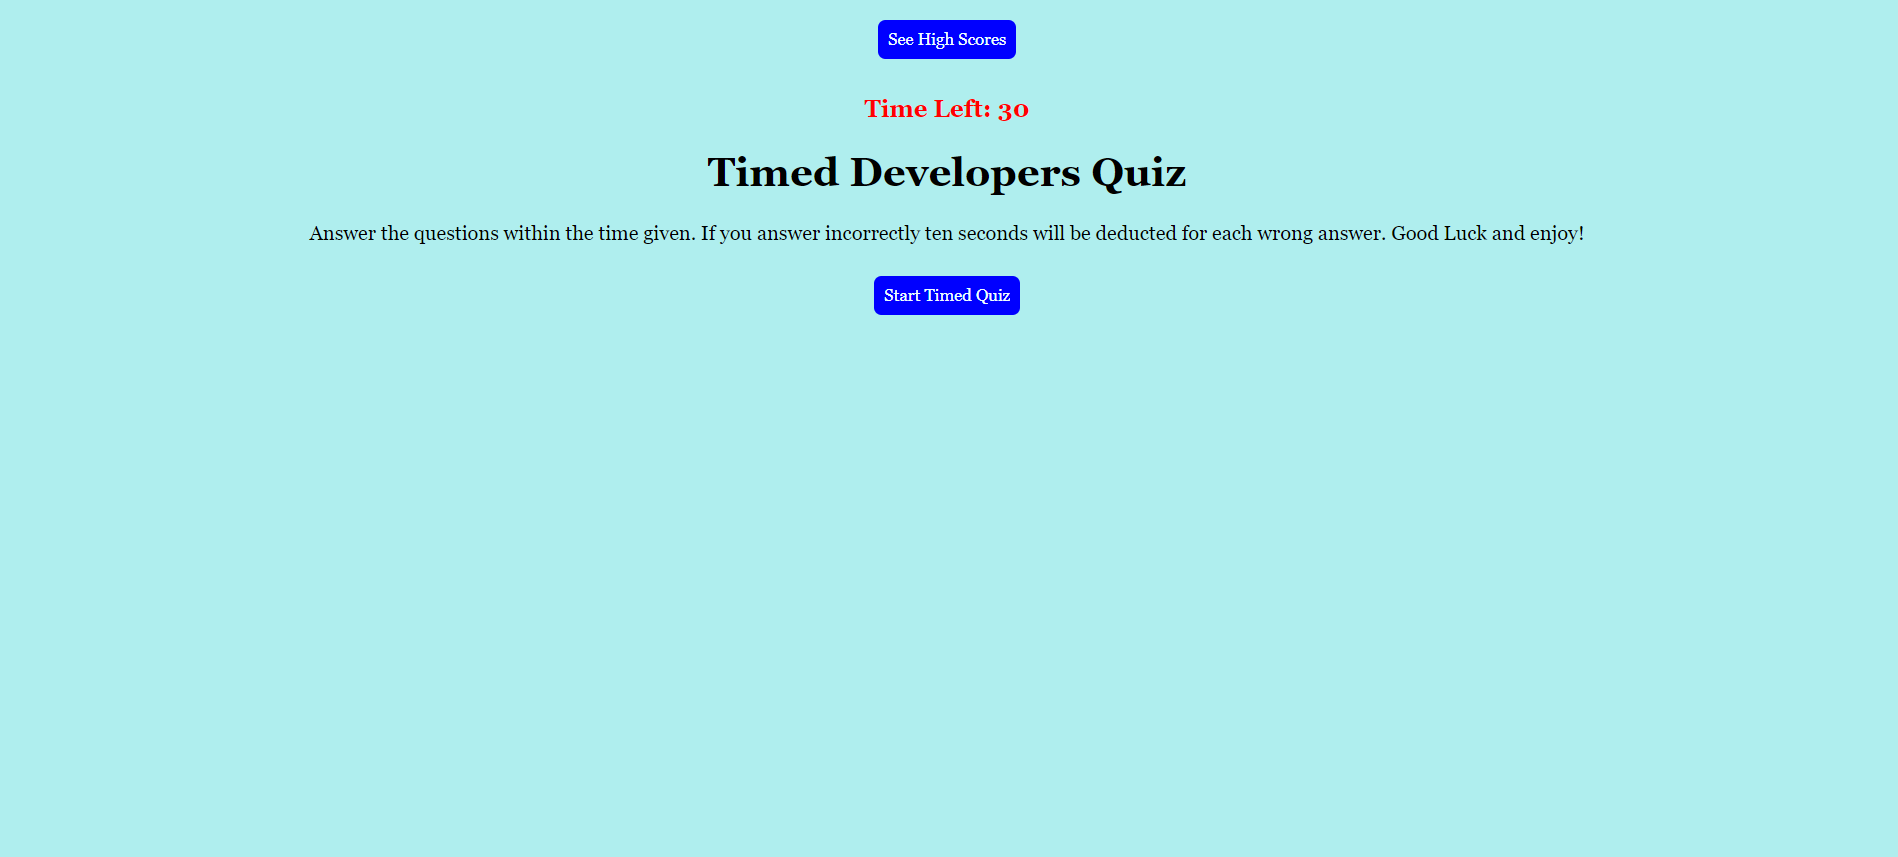 See High Scores
Time Left: 30
Timed Developers Quiz
Answer the questions within the time given. If you answer incorrectly ten seconds will be deducted for each wrong answer. Good Luck and enjoy!
Start Timed Quiz